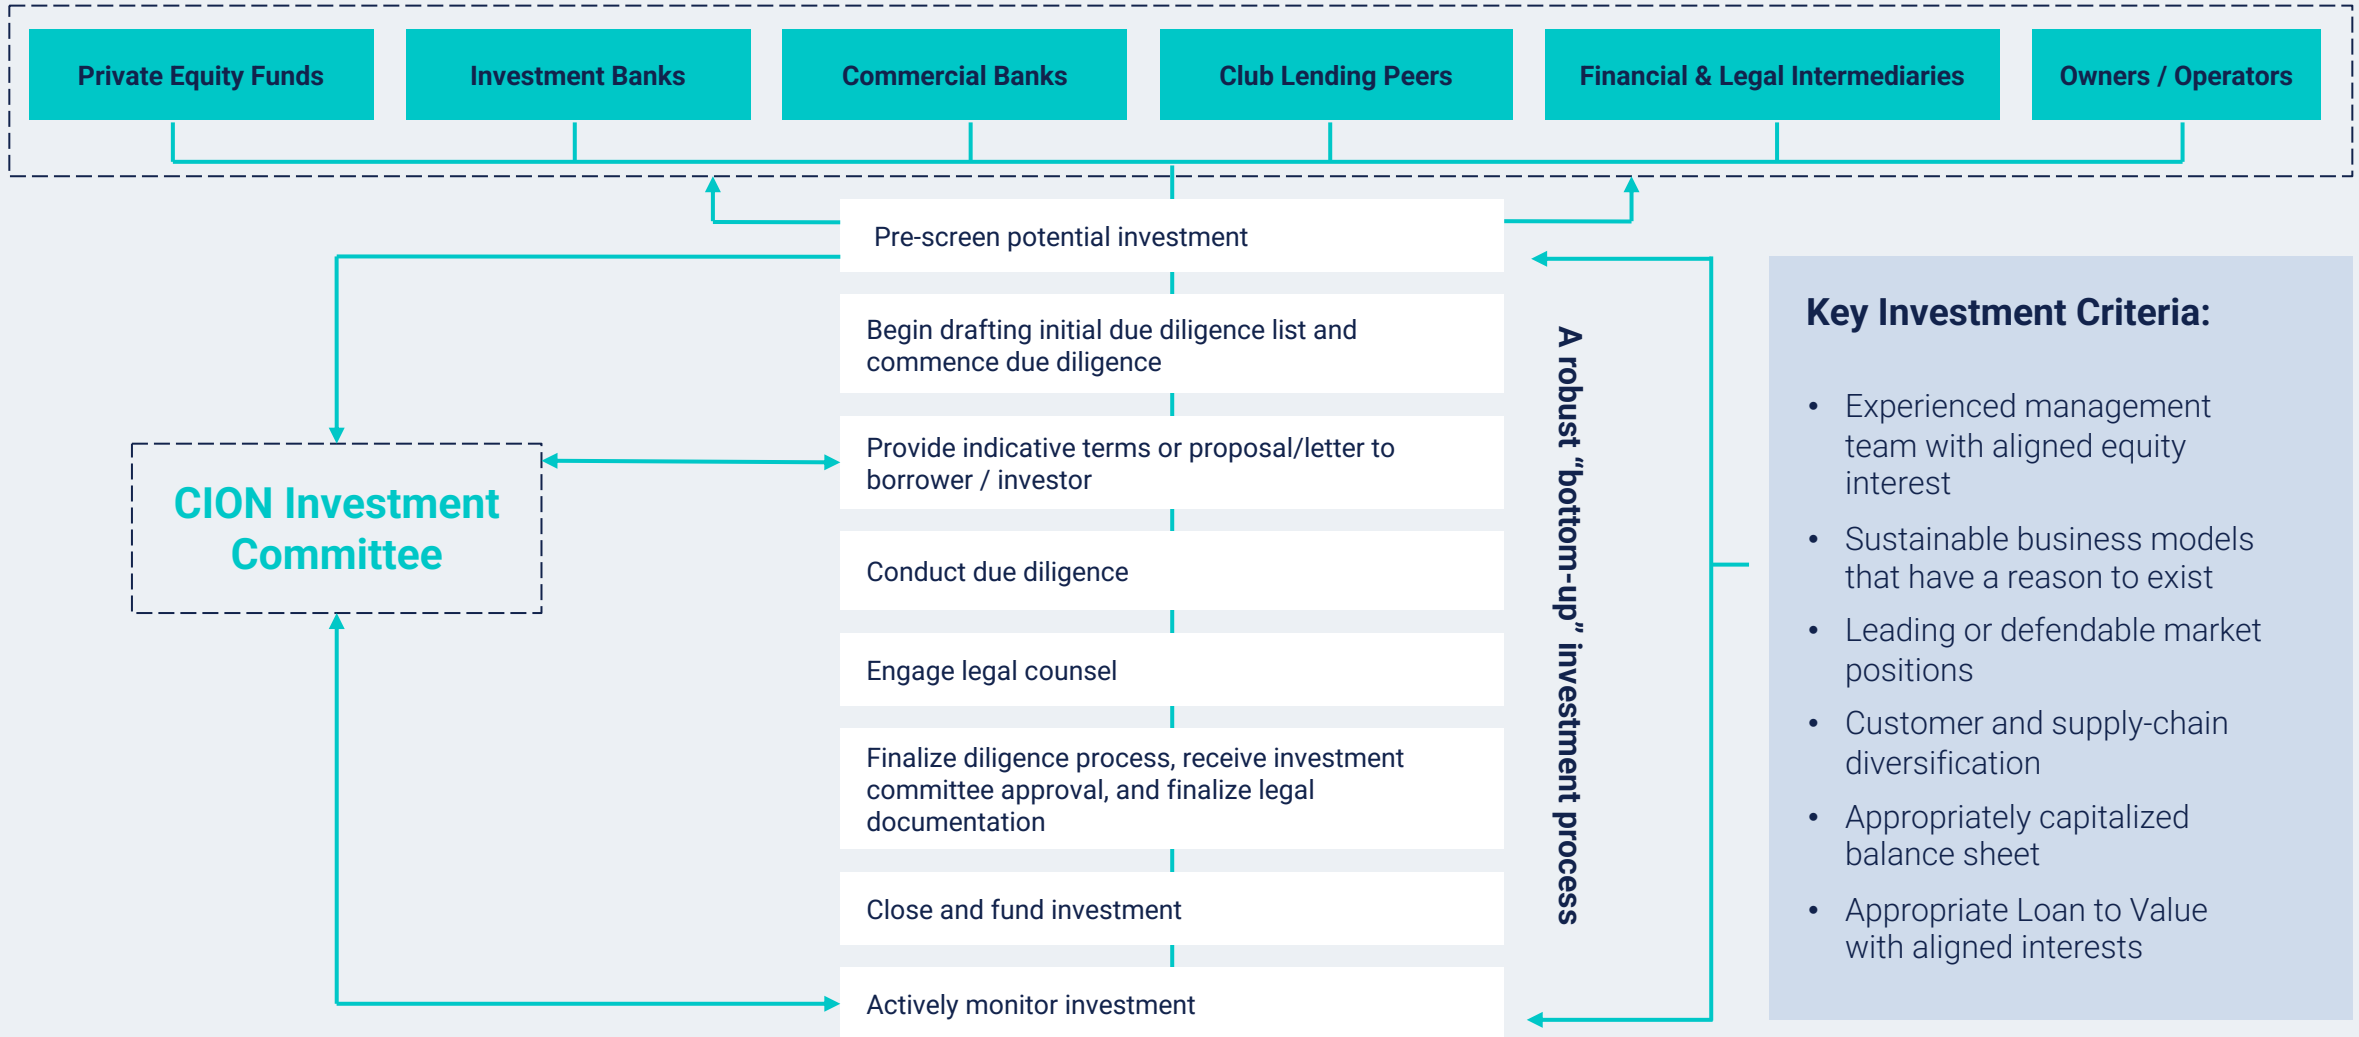 Private Equity Funds
Investment Banks
Commercial Banks
Club Lending Peers
Financial & Legal Intermediaries
Owners / Operators
Pre-screen potential investment
Begin drafting initial due diligence list and
commence due diligence
Provide indicative terms or proposal/letter to
borrower / investor
Conduct due diligence
Engage legal counsel
Finalize diligence process, receive investment
committee approval, and finalize legal
documentation
Close and fund investment
Actively monitor investment
CION Investment
Committee
A robust “bottom-up” investment process
Key Investment Criteria:
• Experienced management
team with aligned equity
interest
• Sustainable business models
that have a reason to exist
• Leading or defendable market
positions
• Customer and supply-chain
diversification
• Appropriately capitalized
balance sheet
• Appropriate Loan to Value
with aligned interests